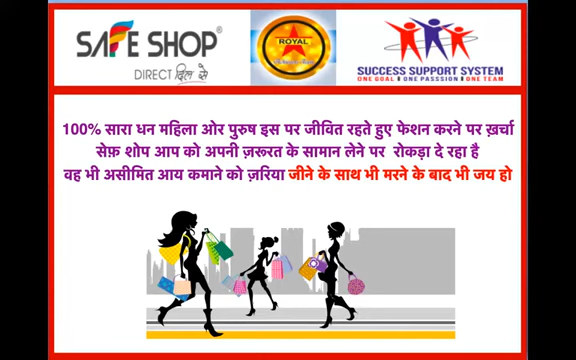 SAFE SHOP®
DIRECT दिल से
ROYAL
SUCCESS SUPPORT SYSTEM
ONE GOAL | ONE PASSION | ONE TEAM
100% सारा धन महिला ओर पुरुष इस पर जीवित रहते हुए फेशन करने पर ख़र्चा
सेफ़ शोप आप को अपनी ज़रूरत के सामान लेने पर रोकड़ा दे रहा है
वह भी असीमित आय कमाने को ज़रिया जीने के साथ भी मरने के बाद भी जय हो